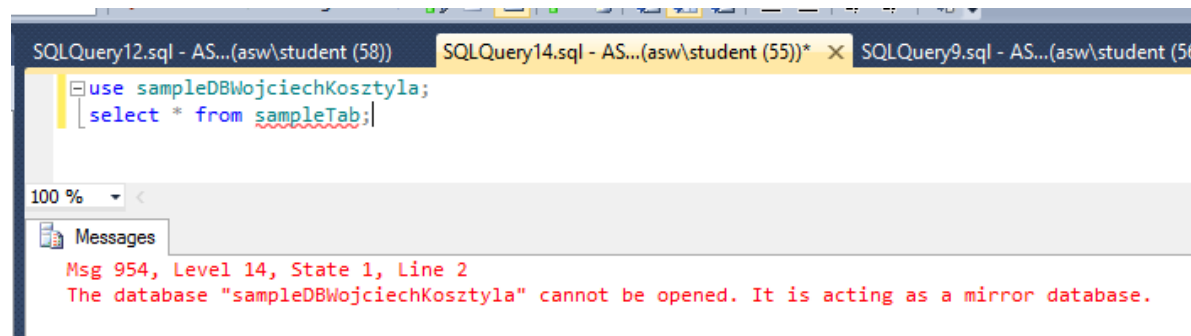 SQLQuery12.sql - AS...(asw\student (58)) SQLQuery14.sql - AS...(asw\student (55))* SQLQuery9.sql - AS...(asw\student (56
use sampleDBWojciechKosztyla;
select * from sampleTab;
100 %
Messages
Msg 954, Level 14, State 1, Line 2
The database "sampleDBWojciechKosztyla" cannot be opened. It is acting as a mirror database.